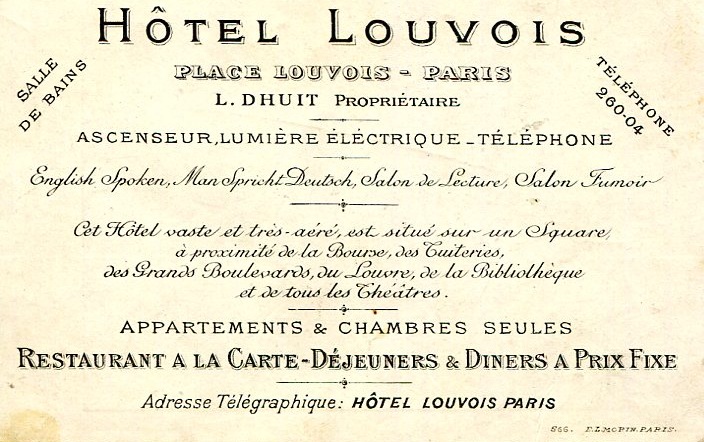 HÔTEL LOUVOIS
PLACE LOUVOIS - PARIS
SALLE
DE BAINS
TÉLÉPHONE
260-04
L. DHUIT PROPRIÉTAIRE
ASCENSEUR, LUMIÈRE ÉLÉCTRIQUE - TÉLÉPHONE
English Spoken, Man Spricht Deutsch, Salon de Lecture, Salon Fumoir
Cet Hôtel vaste et très-aéré, est situé sur un Square,
à proximité de la Bourse, des Tuileries,
des Grands Boulevards, du Louvre, de la Bibliothèque
et de tous les Théâtres.
APPARTEMENTS & CHAMBRES SEULES
RESTAURANT A LA CARTE-DÉJEUNERS & DINERS A PRIX FIXE
Adresse Télégraphique: HÔTEL LOUVOIS PARIS
PARIS.